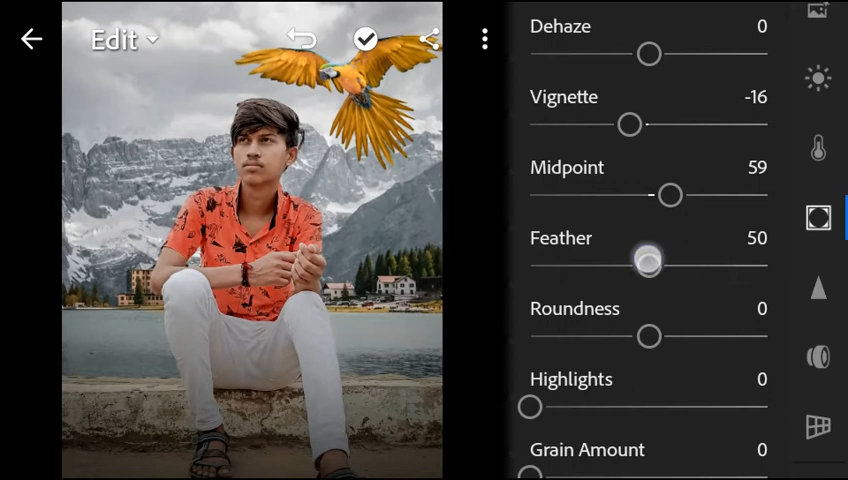 Edit
Dehaze 0
Vignette -16
Midpoint 59
Feather 50
Roundness 0
Highlights 0
Grain Amount 0